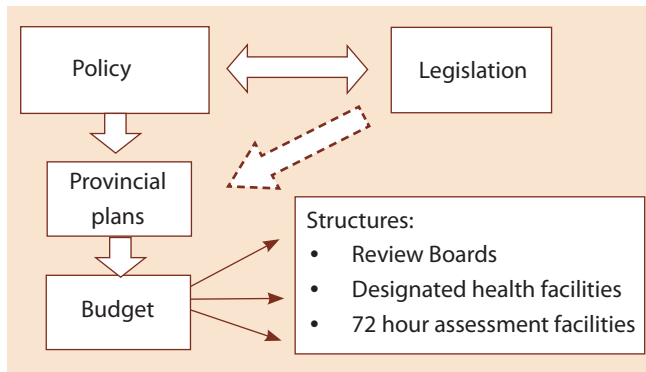 Policy
Legislation
Provincial
plans
Budget
Structures:
• Review Boards
• Designated health facilities
• 72 hour assessment facilities